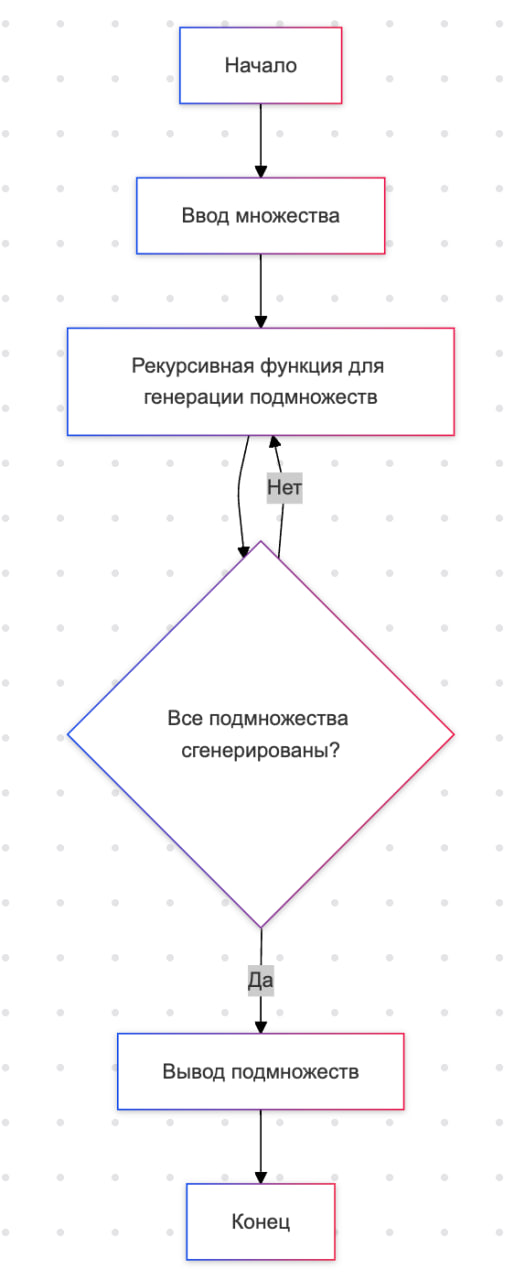 Начало
Ввод множества
Рекурсивная функция для
генерации подмножеств
Нет
Все подмножества
сгенерированы?
Да
Вывод подмножеств
Конец